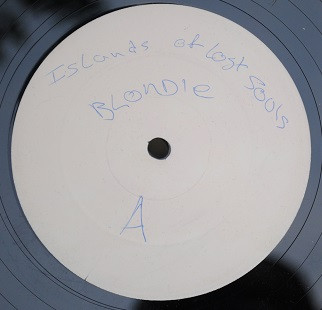 Islands of Lost Souls
BLONDIE
A